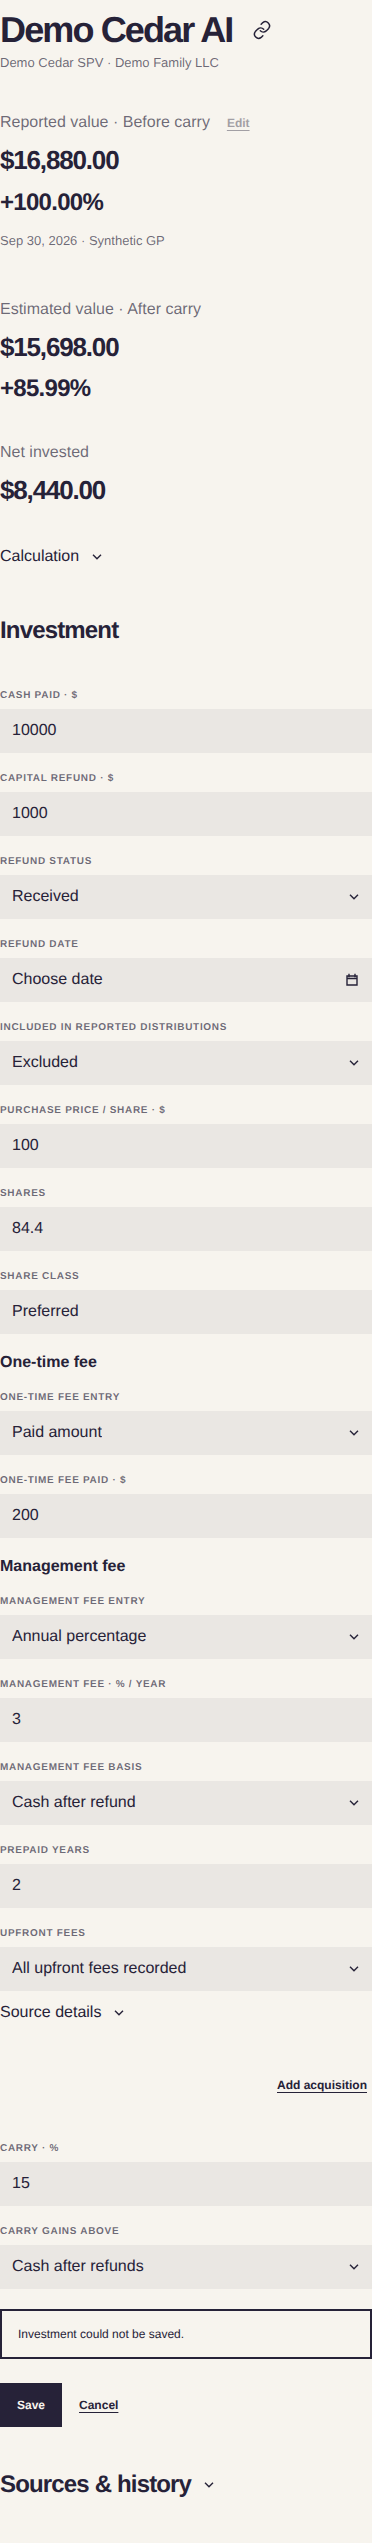 Demo Cedar AI
Demo Cedar SPV · Demo Family LLC
Reported value · Before carry Edit
$16,880.00
+100.00%
Sep 30, 2026 · Synthetic GP
Estimated value · After carry
$15,698.00
+85.99%
Net invested
$8,440.00
Calculation
Investment
CASH PAID · $
10000
CAPITAL REFUND · $
1000
REFUND STATUS
Received
REFUND DATE
Choose date
INCLUDED IN REPORTED DISTRIBUTIONS
Excluded
PURCHASE PRICE / SHARE · $
100
SHARES
84.4
SHARE CLASS
Preferred
One-time fee
ONE-TIME FEE ENTRY
Paid amount
ONE-TIME FEE PAID · $
200
Management fee
MANAGEMENT FEE ENTRY
Annual percentage
MANAGEMENT FEE · % / YEAR
3
MANAGEMENT FEE BASIS
Cash after refund
PREPAID YEARS
2
UPFRONT FEES
All upfront fees recorded
Source details
Add acquisition
CARRY · %
15
CARRY GAINS ABOVE
Cash after refunds
Investment could not be saved.
Save Cancel
Sources & history